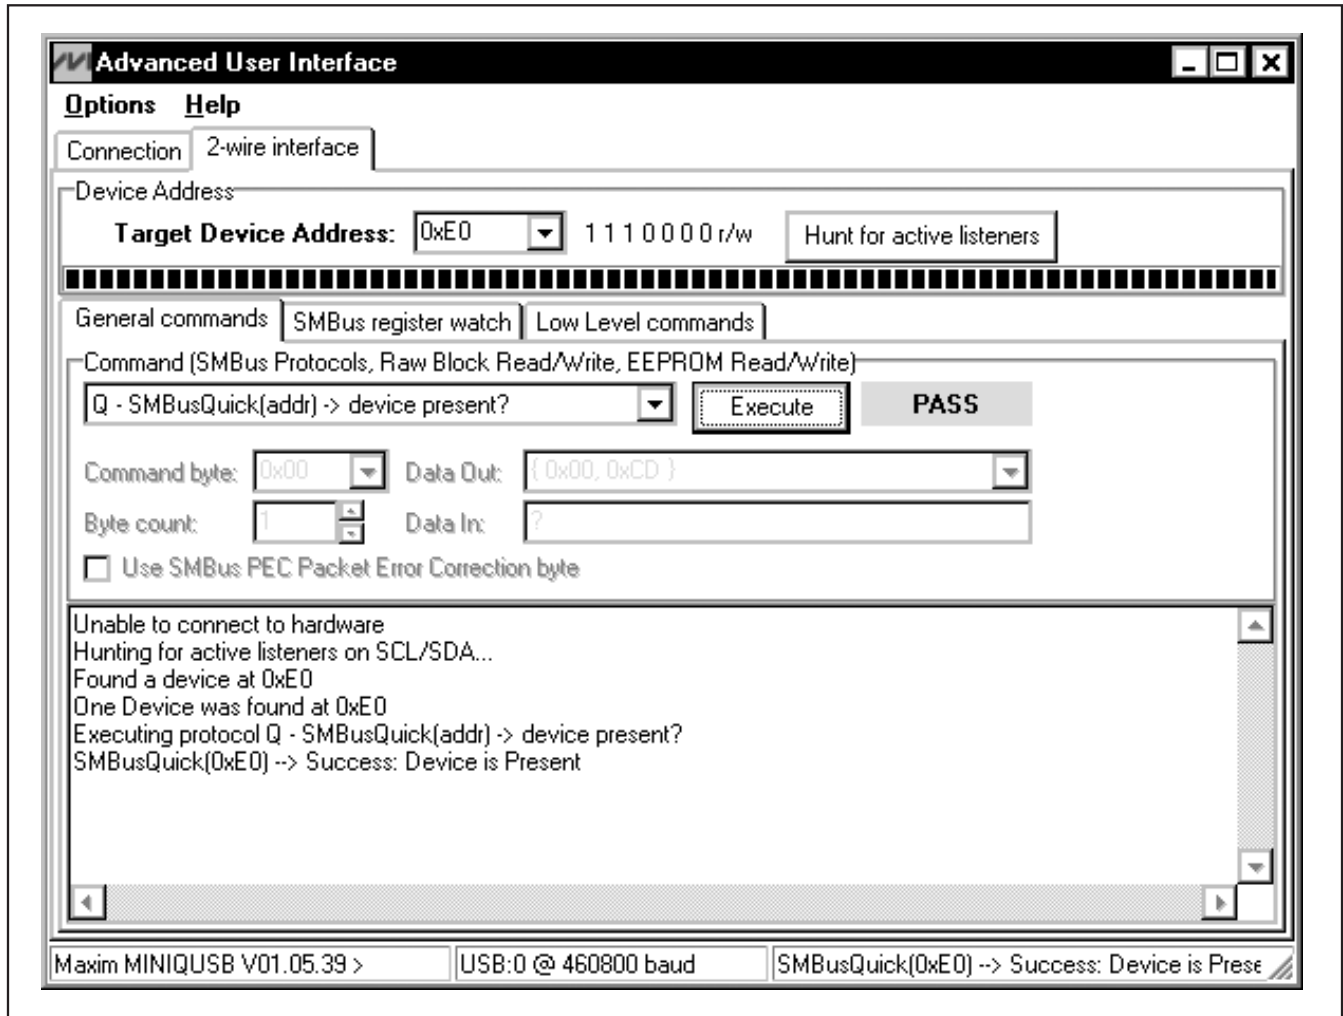 Advanced User Interface
Options Help
Connection 2-wire interface
Device Address
Target Device Address: 0xE0 1 1 1 0 0 0 0 r/w Hunt for active listeners
General commands SMBus register watch Low Level commands
Command (SMBus Protocols, Raw Block Read/Write, EEPROM Read/Write)
Q - SMBusQuick(addr) -> device present? Execute PASS
Command byte: 0x00 Data Out: { 0x00, 0xCD }
Byte count: 1 Data In: ?
Use SMBus PEC Packet Error Correction byte
Unable to connect to hardware
Hunting for active listeners on SCL/SDA...
Found a device at 0xE0
One Device was found at 0xE0
Executing protocol Q - SMBusQuick(addr) -> device present?
SMBusQuick(0xE0) --> Success: Device is Present
Maxim MINIQUSB V01.05.39 > USB:0 @ 460800 baud SMBusQuick(0xE0) --> Success: Device is Prese